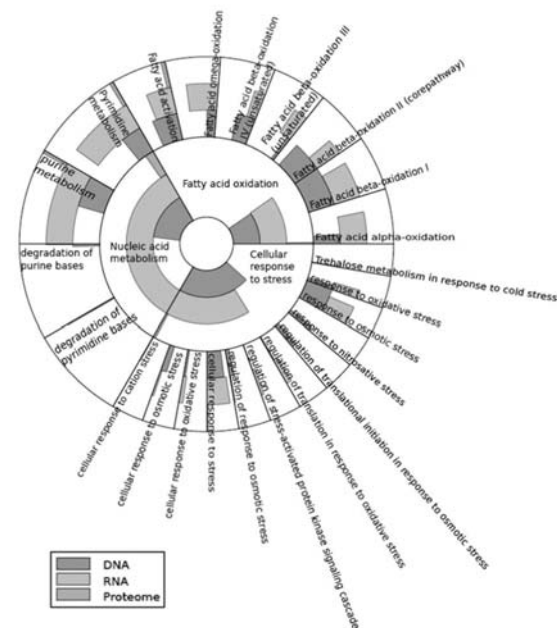 Fatty acid omega-oxidation
Fatty acid beta-oxidation
IV (unsaturated)
Fatty acid beta-oxidation III
(unsaturated)
Fatty acid beta-oxidation II (corepathway)
Fatty acid beta-oxidation I
Fatty acid alpha-oxidation
Fatty acid activation
Pyrimidine
metabolism
purine
metabolism
degradation of
purine bases
degradation of
pyrimidine bases
Fatty acid oxidation
Nucleic acid
metabolism
Cellular
response
to stress
Trehalose metabolism in response to cold stress
response to oxidative stress
response to osmotic stress
response to nitrosative stress
regulation of translational initiation in response to osmotic stress
regulation of translation in response to oxidative stress
regulation of stress-activated protein kinase signaling cascade
regulation of response to osmotic stress
cellular response to stress
cellular response to oxidative stress
cellular response to osmotic stress
cellular response to cation stress
DNA
RNA
Proteome